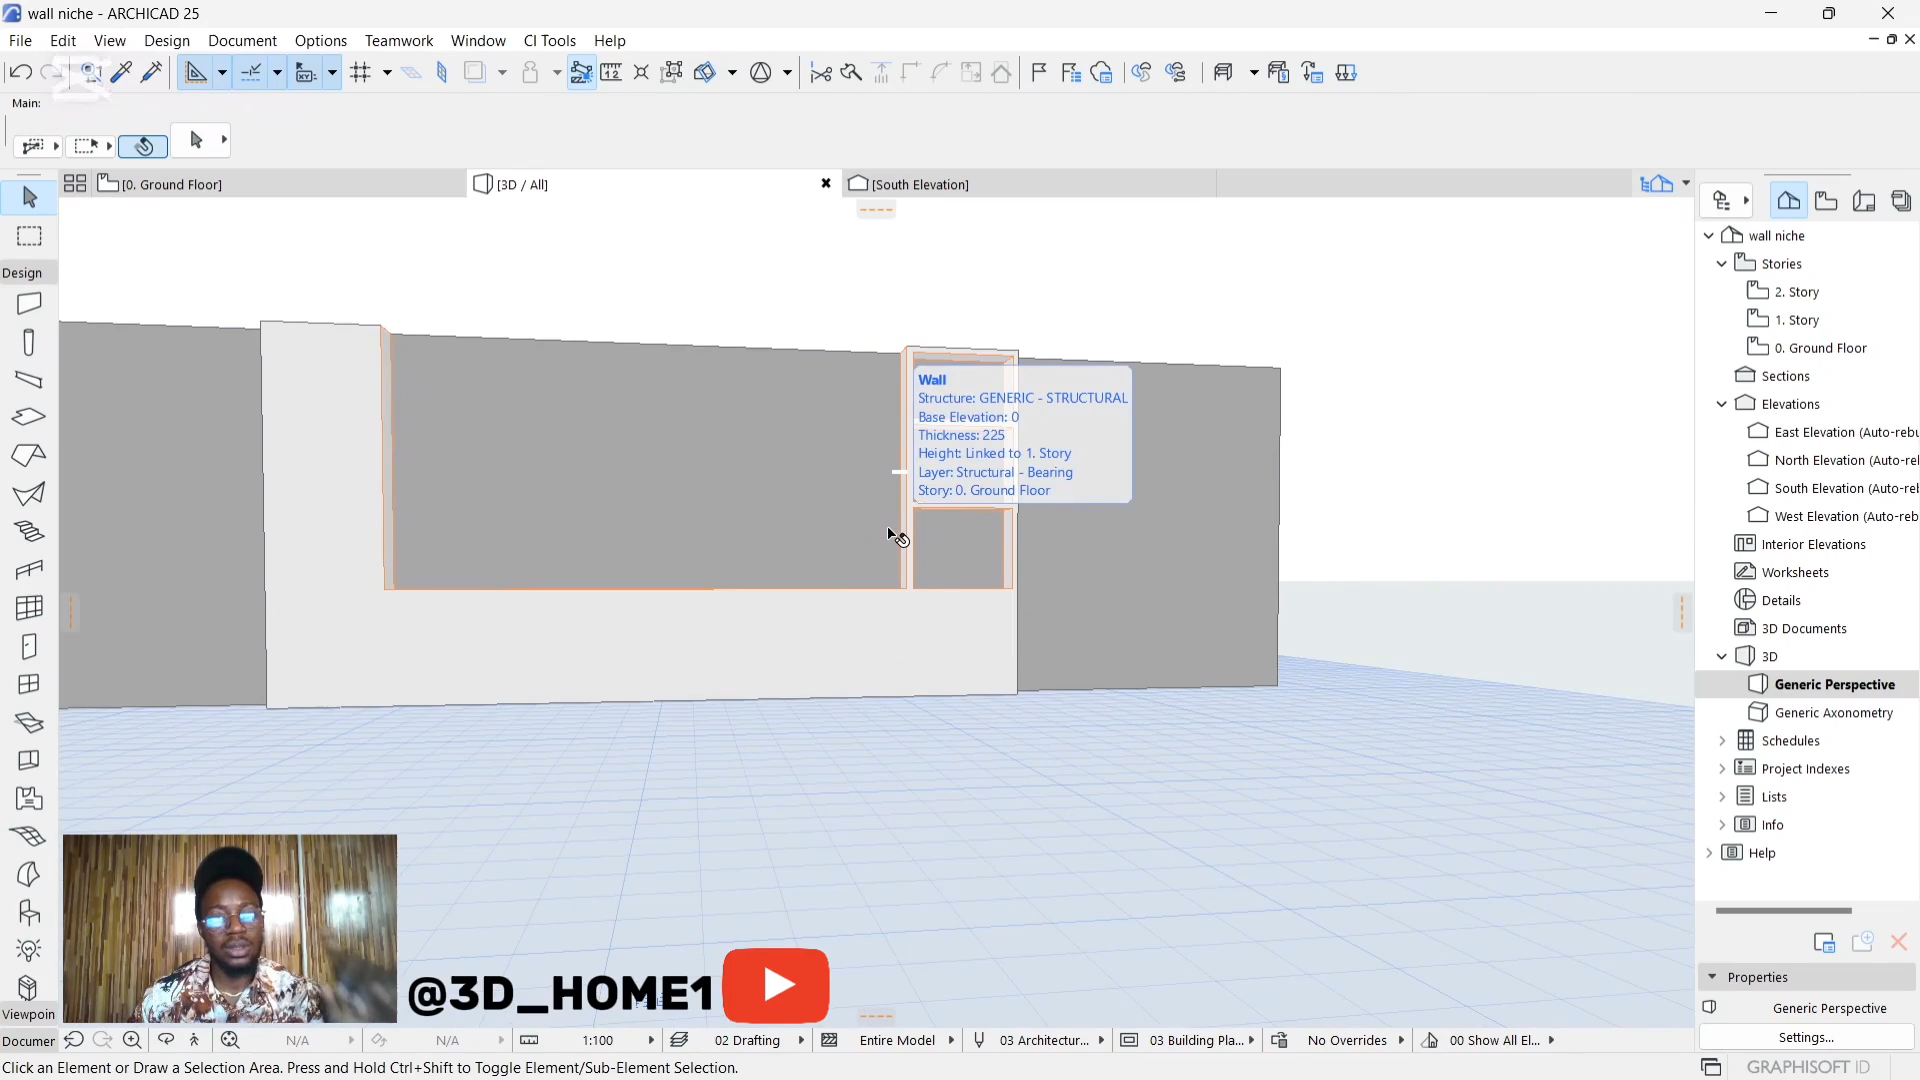 wall niche - ARCHICAD 25
File Edit View Design Document Options Teamwork Window CI Tools Help
Main:
[0. Ground Floor]
[3D / All]
[South Elevation]
Design
Wall
Structure: GENERIC - STRUCTURAL
Base Elevation: 0
Thickness: 225
Height: Linked to 1. Story
Layer: Structural - Bearing
Story: 0. Ground Floor
wall niche
Stories
2. Story
1. Story
0. Ground Floor
Sections
Elevations
East Elevation (Auto-rebu
North Elevation (Auto-rel
South Elevation (Auto-re
West Elevation (Auto-reb
Interior Elevations
Worksheets
Details
3D Documents
3D
Generic Perspective
Generic Axonometry
Schedules
Project Indexes
Lists
Info
Help
Properties
Generic Perspective
Settings...
@3D_HOME1
Viewpoin
Documer
N/A
N/A
1:100
02 Drafting
Entire Model
03 Architectur...
03 Building Pla...
No Overrides
00 Show All El...
Click an Element or Draw a Selection Area. Press and Hold Ctrl+Shift to Toggle Element/Sub-Element Selection.
GRAPHISOFT ID